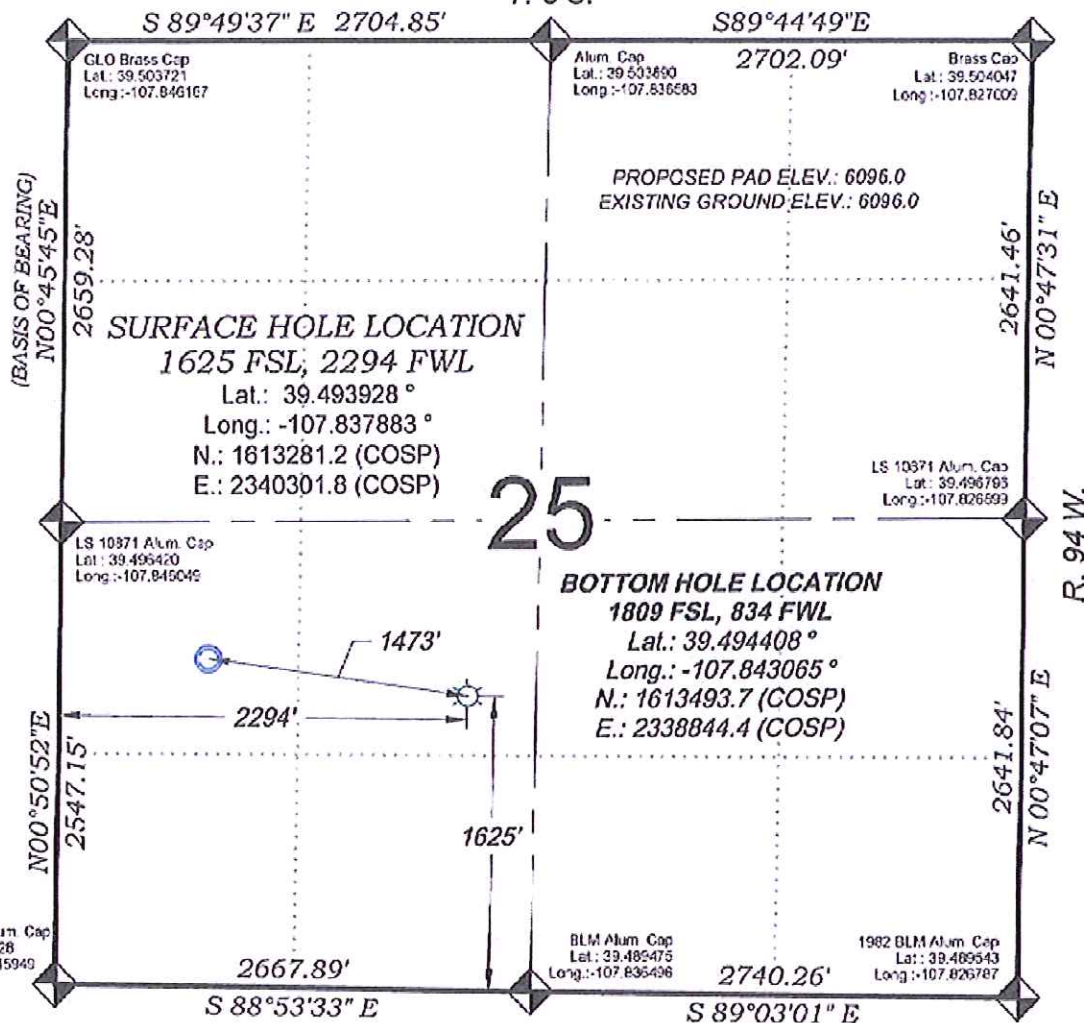 S 89°49'37" E 2704.85'
S89°44'49"E
2702.09'
GLO Brass Cap
Lat.: 39.503721
Long.:-107.846167
Alum. Cap
Lat.: 39.503890
Long.:-107.836583
Brass Cap
Lat.: 39.504047
Long.:-107.827009
PROPOSED PAD ELEV.: 6096.0
EXISTING GROUND ELEV.: 6096.0
(BASIS OF BEARING)
N00°45'45"E
2659.28'
2641.46'
N 00°47'31" E
SURFACE HOLE LOCATION
1625 FSL, 2294 FWL
Lat.: 39.493928 °
Long.: -107.837883 °
N.: 1613281.2 (COSP)
E.: 2340301.8 (COSP)
25
LS 10871 Alum. Cap
Lat.: 39.496796
Long.:-107.826699
R. 94 W.
LS 10871 Alum. Cap
Lat.: 39.496420
Long.:-107.846049
BOTTOM HOLE LOCATION
1809 FSL, 834 FWL
Lat.: 39.494408 °
Long.: -107.843065 °
N.: 1613493.7 (COSP)
E.: 2338844.4 (COSP)
1473'
2294'
1625'
N00°50'52"E
2547.15'
2641.84'
N 00°47'07" E
Cap
28
15949
BLM Alum. Cap
Lat.: 39.489475
Long.:-107.836496
1982 BLM Alum. Cap
Lat.: 39.489543
Long.:-107.826787
2667.89'
S 88°53'33" E
2740.26'
S 89°03'01" E